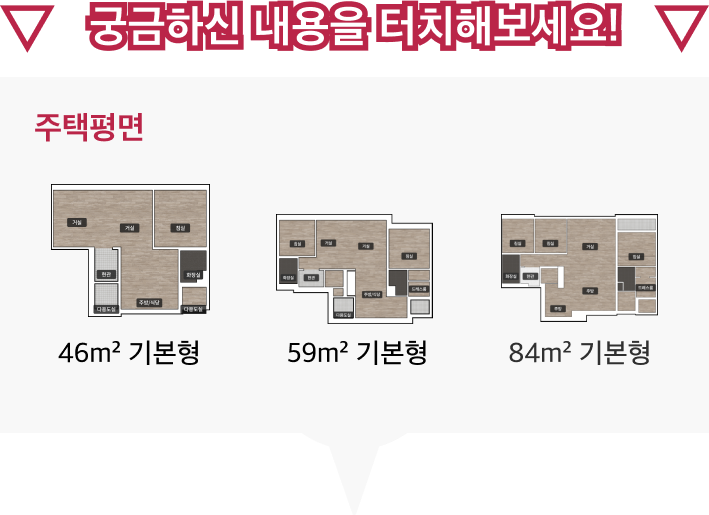 궁금하신 내용을 터치해보세요!
주택평면
거실 거실 침실
현관 화장실
다용도실 주방/식당 다용도실
46m² 기본형
침실 거실 거실 침실
화장실 현관 주방/식당 드레스룸
다용도실
59m² 기본형
침실 침실 거실 침실
화장실 현관 주방 드레스룸
주방
84m² 기본형